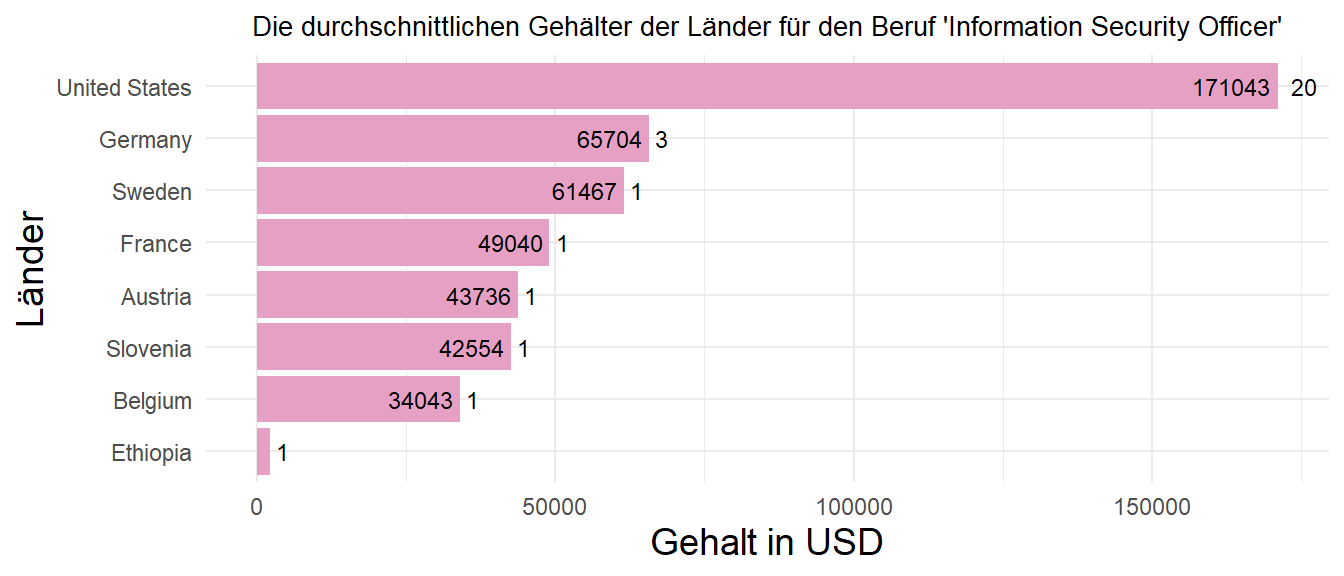 Die durchschnittlichen Gehälter der Länder für den Beruf 'Information Security Officer'
Länder
United States 171043 20
Germany 65704 3
Sweden 61467 1
France 49040 1
Austria 43736 1
Slovenia 42554 1
Belgium 34043 1
Ethiopia 1
0 50000 100000 150000
Gehalt in USD